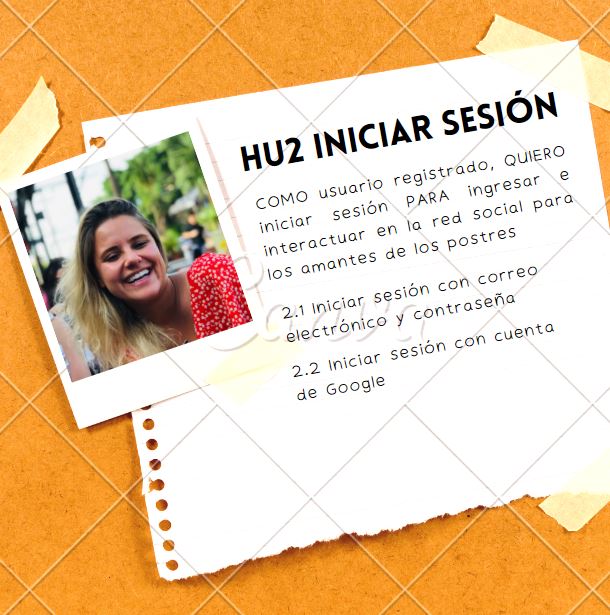 HU2 INICIAR SESIÓN
COMO usuario registrado, QUIERO
iniciar sesión PARA ingresar e
interactuar en la red social para
los amantes de los postres
2.1 Iniciar sesión con correo
electrónico y contraseña
2.2 Iniciar sesión con cuenta
de Google
Canva